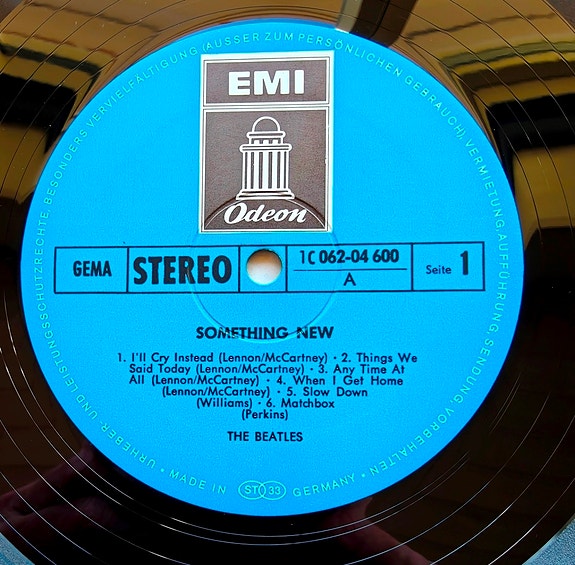 URHEBER UND LEISTUNGSSCHUTZRECHTE, BESONDERS VERVIELFÄLTIGUNG (AUSSER ZUM PERSÖNLICHEN GEBRAUCH), VERMIETUNG, AUFFÜHRUNG, SENDUNG VORBEHALTEN
EMI
Odeon
GEMA
STEREO
1C 062-04 600
A
Seite 1
SOMETHING NEW
1. I'll Cry Instead (Lennon/McCartney) · 2. Things We
Said Today (Lennon/McCartney) · 3. Any Time At
All (Lennon/McCartney) · 4. When I Get Home
(Lennon/McCartney) · 5. Slow Down
(Williams) · 6. Matchbox
(Perkins)
THE BEATLES
· MADE IN ST 33 GERMANY ·